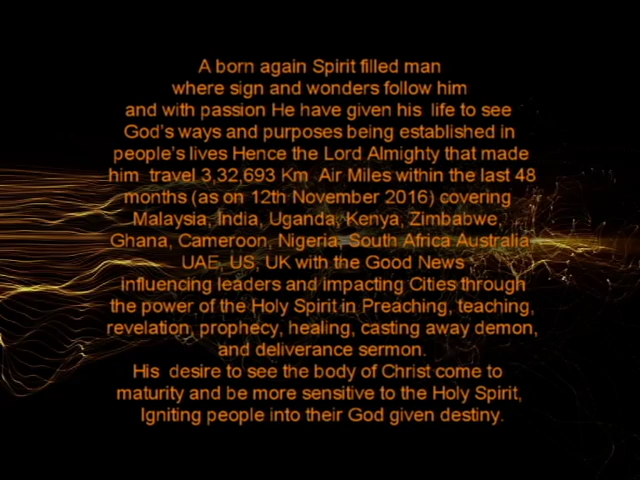 A born again Spirit filled man
where sign and wonders follow him
and with passion He have given his life to see
God's ways and purposes being established in
people's lives Hence the Lord Almighty that made
him travel 3,32,693 Km Air Miles within the last 48
months (as on 12th November 2016) covering
Malaysia, India, Uganda, Kenya, Zimbabwe,
Ghana, Cameroon, Nigeria, South Africa Australia
UAE, US, UK with the Good News
Influencing leaders and impacting Cities through
the power of the Holy Spirit in Preaching, teaching,
revelation, prophecy, healing, casting away demon,
and deliverance sermon.
His desire to see the body of Christ come to
maturity and be more sensitive to the Holy Spirit,
Igniting people into their God given destiny.